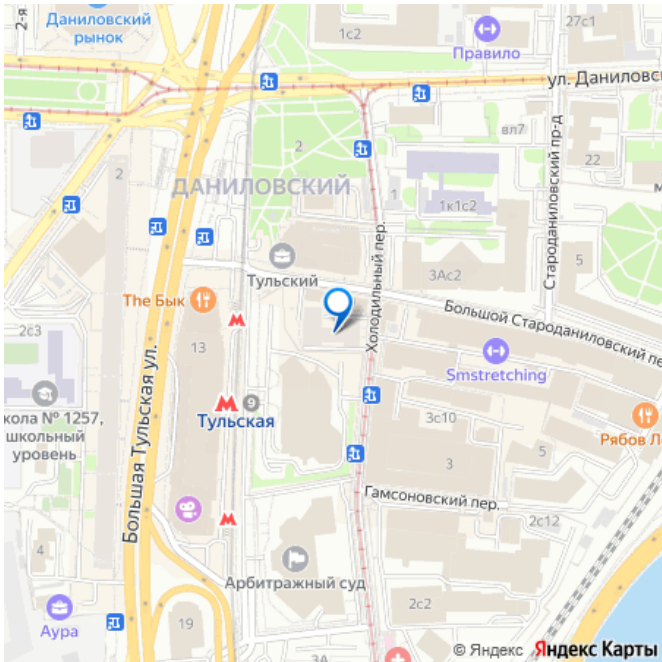 2-я
Даниловский
рынок
1с2
27с1
Правило
ул. Даниловс
вл7
22
2
2
ДАНИЛОВСКИЙ
1
1к1с2
Староданиловский пр-д
Холодильный пер.
Тульский
3Ас2
5
The Бык
Большой Староданиловский пе
2с3
13
Smstretching
кола № 1257,
школьный
уровень
9
Тульская
3с10
3
5
Рябов Л
Большая Тульская ул.
Гамсоновский пер.
2с12
4
Арбитражный суд
Аура
19
2с2
3А
© Яндекс Яндекс Карты